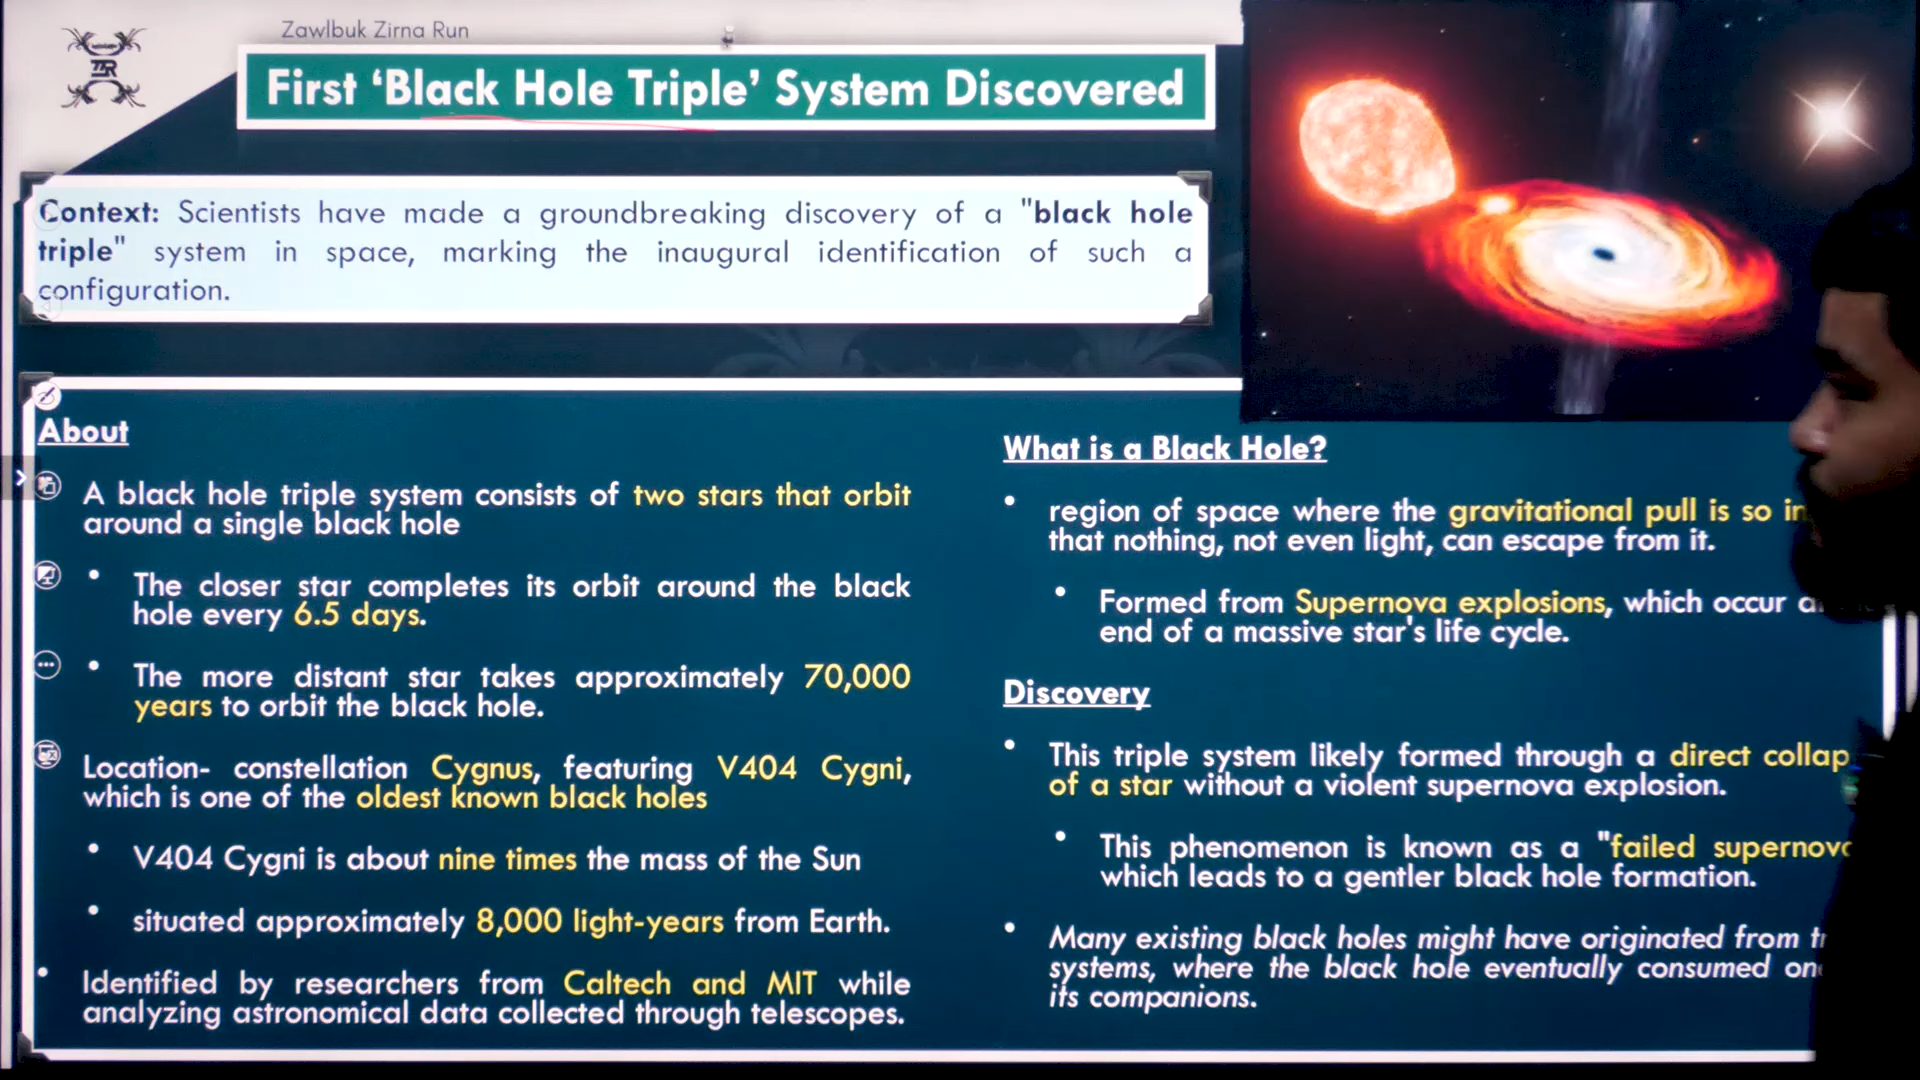 Zawlbuk Zirna Run
First ‘Black Hole Triple’ System Discovered
Context: Scientists have made a groundbreaking discovery of a "black hole
triple" system in space, marking the inaugural identification of such a
configuration.
About
A black hole triple system consists of two stars that orbit
around a single black hole
• The closer star completes its orbit around the black
hole every 6.5 days.
• The more distant star takes approximately 70,000
years to orbit the black hole.
Location- constellation Cygnus, featuring V404 Cygni,
which is one of the oldest known black holes
• V404 Cygni is about nine times the mass of the Sun
• situated approximately 8,000 light-years from Earth.
• Identified by researchers from Caltech and MIT while
analyzing astronomical data collected through telescopes.
What is a Black Hole?
• region of space where the gravitational pull is so
that nothing, not even light, can escape from it.
• Formed from Supernova explosions, which occur
end of a massive star's life cycle.
Discovery
• This triple system likely formed through a direct
of a star without a violent supernova explosion.
• This phenomenon is known as a "failed
which leads to a gentler black hole formation.
• Many existing black holes might have originated from
systems, where the black hole eventually consumed
its companions.